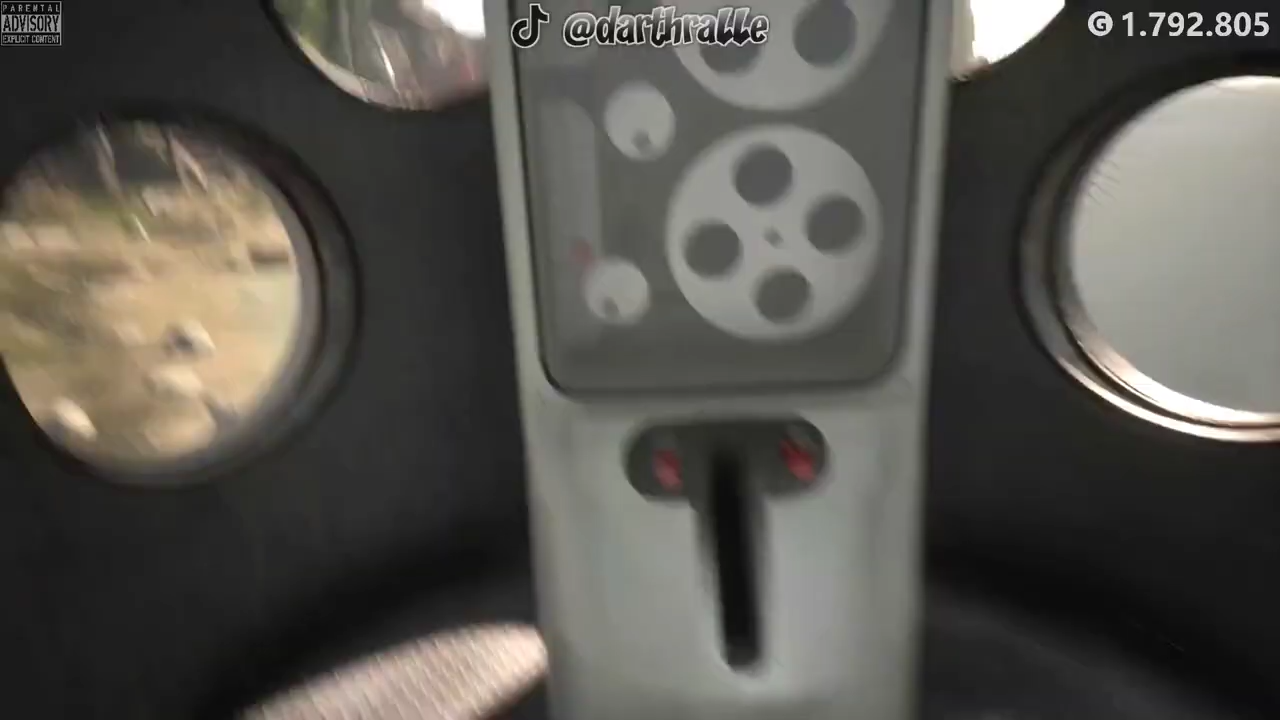 PARENTAL
ADVISORY
EXPLICIT CONTENT
@darthralle
1.792.805